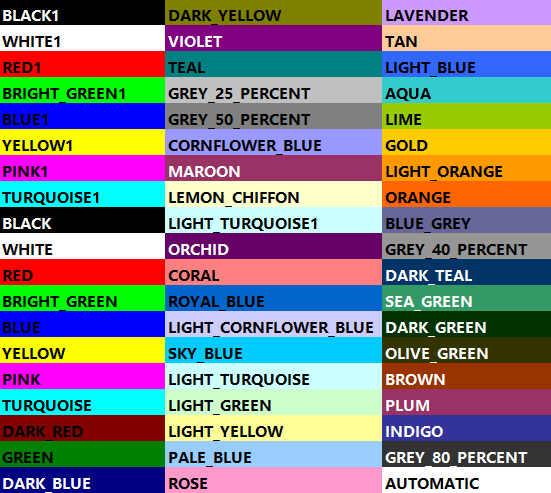 BLACK1 DARK_YELLOW LAVENDER
WHITE1 VIOLET TAN
RED1 TEAL LIGHT_BLUE
BRIGHT_GREEN1 GREY_25_PERCENT AQUA
BLUE1 GREY_50_PERCENT LIME
YELLOW1 CORNFLOWER_BLUE GOLD
PINK1 MAROON LIGHT_ORANGE
TURQUOISE1 LEMON_CHIFFON ORANGE
BLACK LIGHT_TURQUOISE1 BLUE_GREY
WHITE ORCHID GREY_40_PERCENT
RED CORAL DARK_TEAL
BRIGHT_GREEN ROYAL_BLUE SEA_GREEN
BLUE LIGHT_CORNFLOWER_BLUE DARK_GREEN
YELLOW SKY_BLUE OLIVE_GREEN
PINK LIGHT_TURQUOISE BROWN
TURQUOISE LIGHT_GREEN PLUM
DARK_RED LIGHT_YELLOW INDIGO
GREEN PALE_BLUE GREY_80_PERCENT
DARK_BLUE ROSE AUTOMATIC